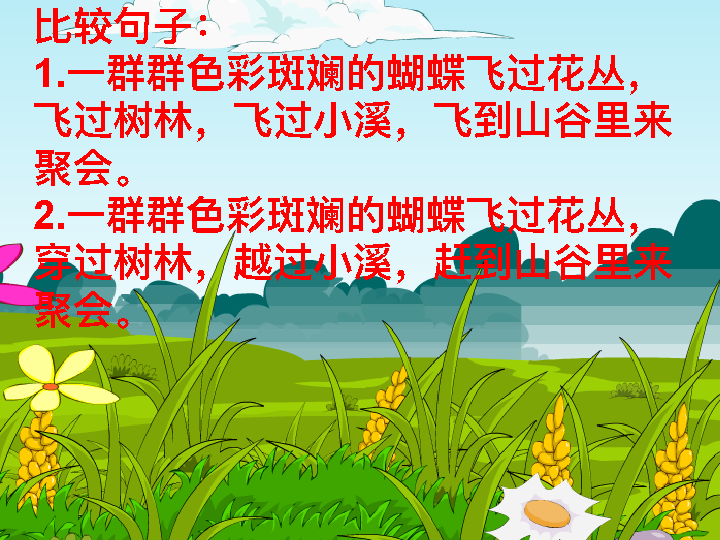 比较句子：
1.一群群色彩斑斓的蝴蝶飞过花丛，
飞过树林，飞过小溪，飞到山谷里来
聚会。
2.一群群色彩斑斓的蝴蝶飞过花丛，
穿过树林，越过小溪，赶到山谷里来
聚会。